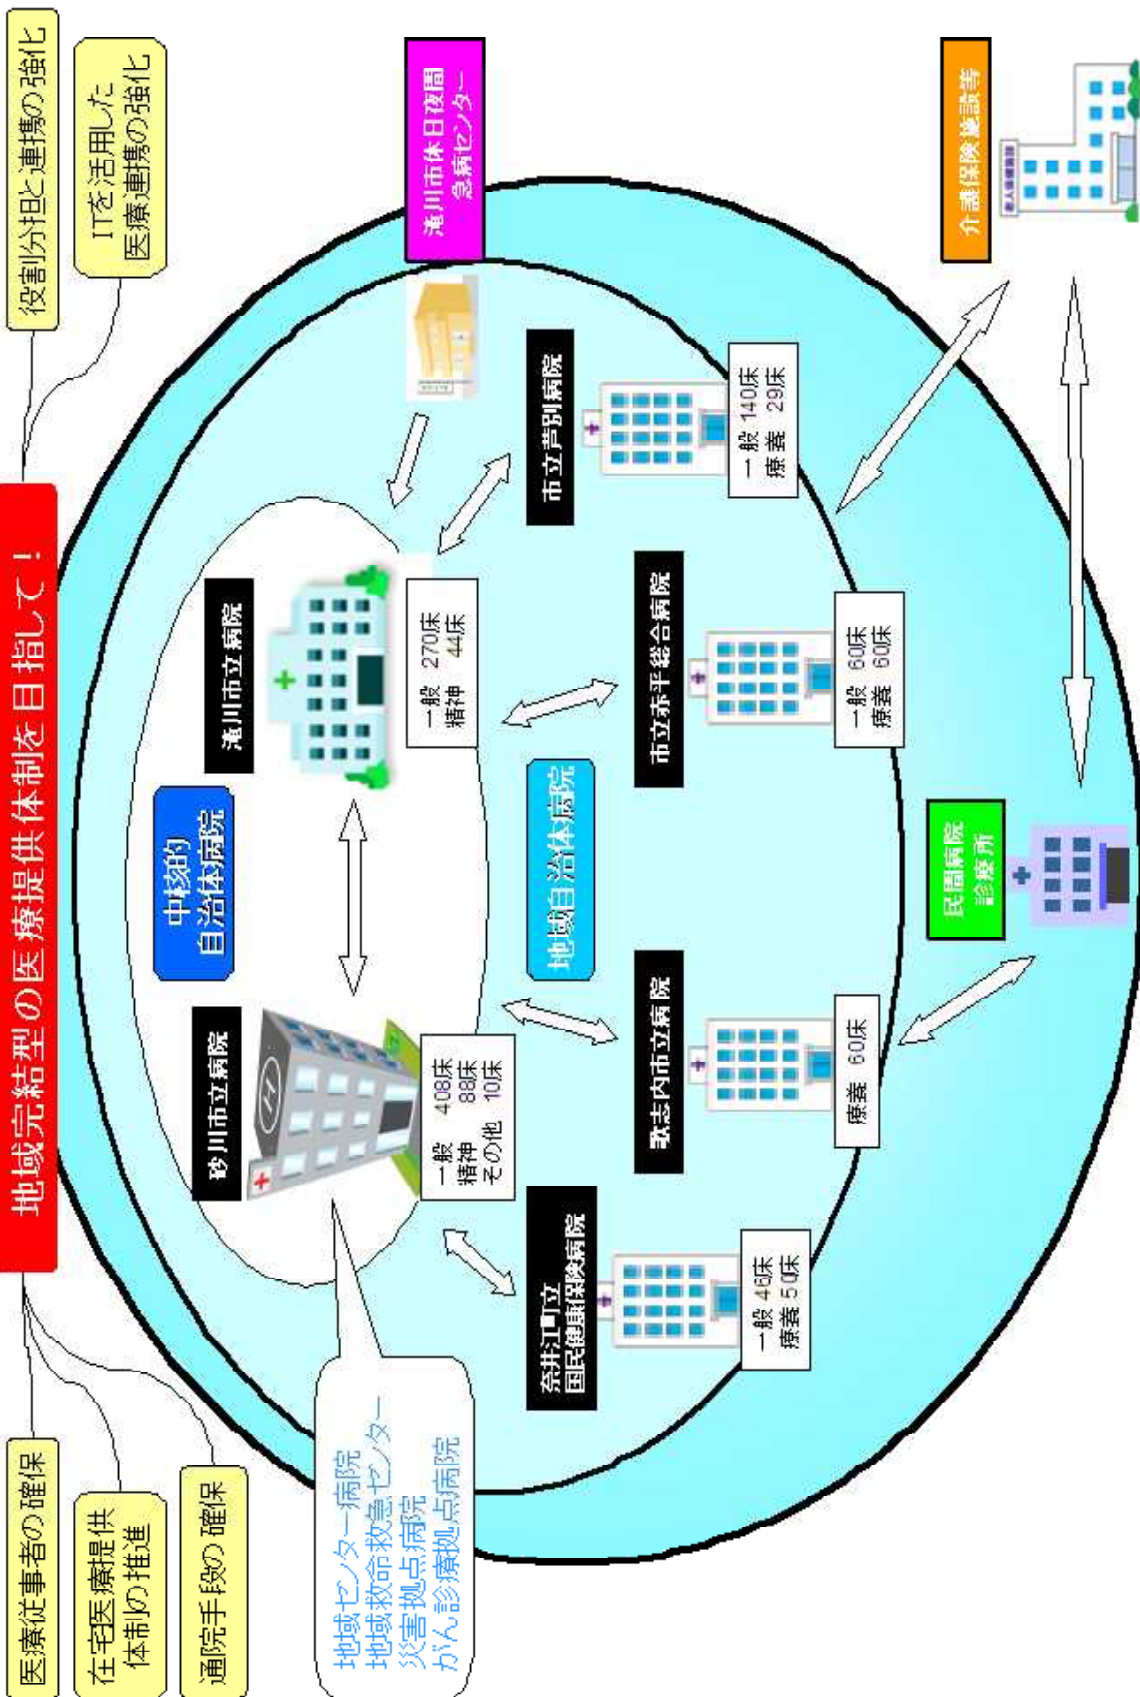 地域完結型の医療提供体制を目指して！
医療従事者の確保
在宅医療提供
体制の推進
通院手段の確保
役割分担と連携の強化
ITを活用した
医療連携の強化
中核的
自治体病院
砂川市立病院
一般 408床
精神 88床
その他 10床
滝川市立病院
一般 270床
精神 44床
地域センター病院
地域救命救急センター
災害拠点病院
がん診療拠点病院
滝川市休日夜間
急病センター
地域自治体病院
奈井江町立
国民健康保険病院
一般 46床
療養 50床
歌志内市立病院
療養 60床
市立赤平総合病院
一般 60床
療養 60床
市立芦別病院
一般 140床
療養 29床
民間病院
診療所
介護保険施設等